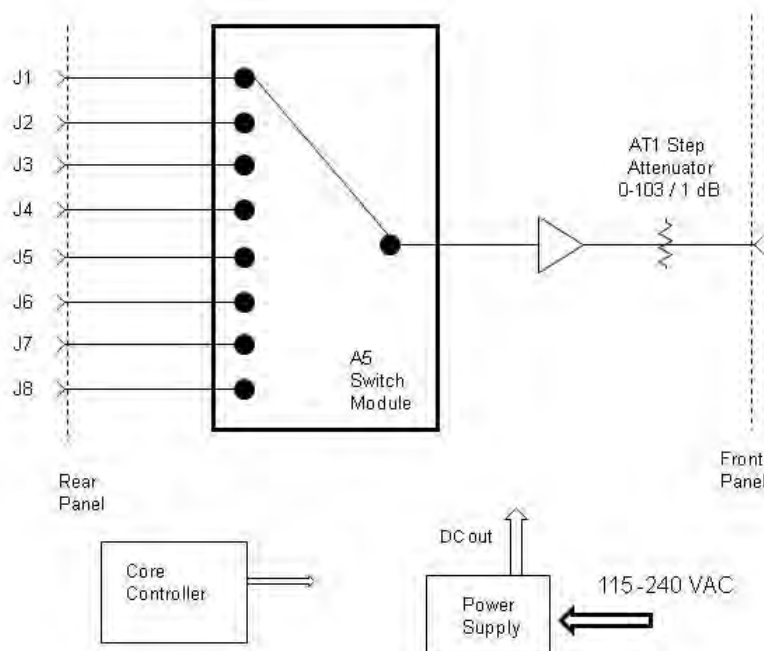 J1
J2
J3
J4
J5
J6
J7
J8
AT1 Step
Attenuator
0-103 / 1 dB
A5
Switch
Module
Rear
Panel
Front
Panel
DC out
Core
Controller
Power
Supply
115-240 VAC